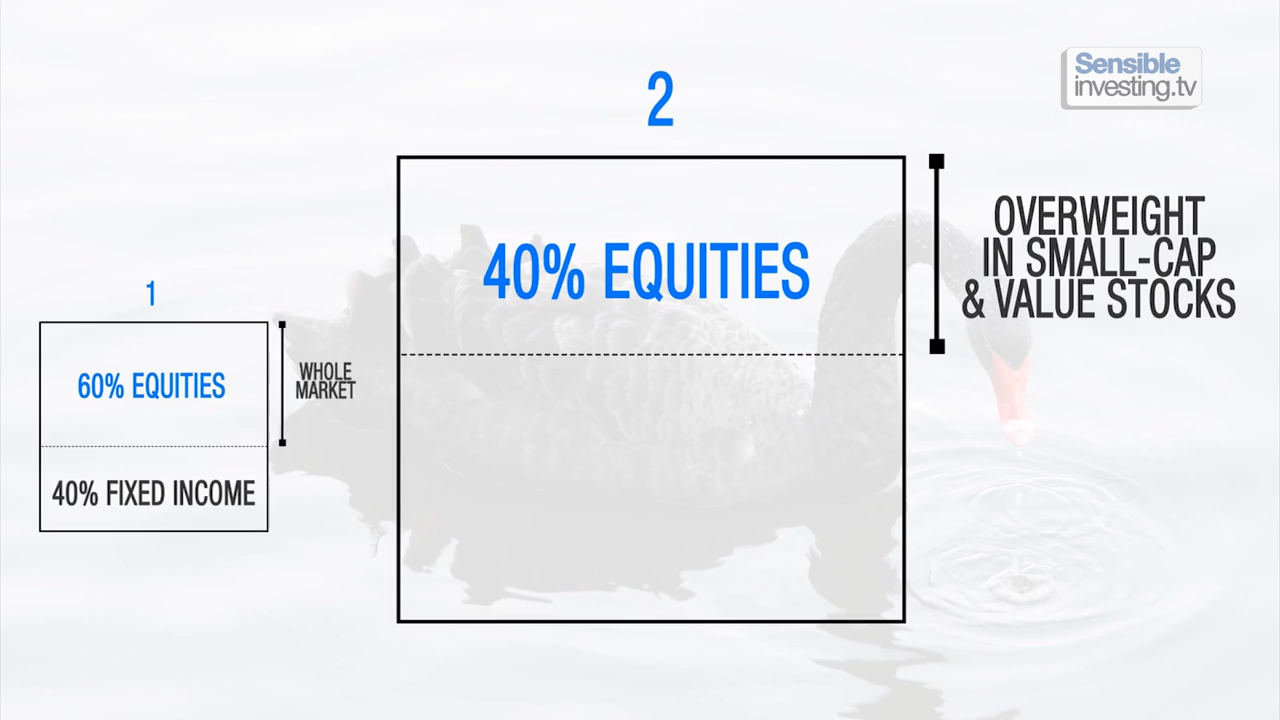 Sensible
investing.tv
2
40% EQUITIES
OVERWEIGHT
IN SMALL-CAP
& VALUE STOCKS
1
60% EQUITIES
WHOLE
MARKET
40% FIXED INCOME